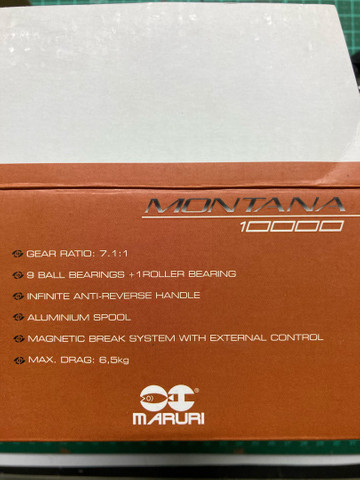 MONTANA
10000
GEAR RATIO: 7.1:1
9 BALL BEARINGS +1ROLLER BEARING
INFINITE ANTI-REVERSE HANDLE
ALUMINIUM SPOOL
MAGNETIC BREAK SYSTEM WITH EXTERNAL CONTROL
MAX. DRAG: 6,5kg
®
MARURI